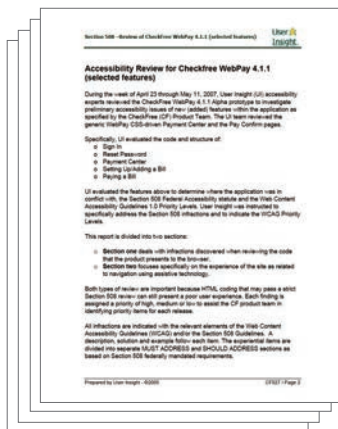 Section 508 -Review of Checkfree WebPay 4.1.1 (selected features)
User
Insight.
Accessibility Review for Checkfree WebPay 4.1.1
(selected features)
During the week of April 23 through May 11, 2007, User Insight (UI) accessibility
experts reviewed the CheckFree WebPay 4.1.1 Alpha prototype to investigate
preliminary accessibility issues of new (added) features within the application as
specified by the CheckFree (CF) Product Team. The UI team reviewed the
generic WebPay CSS-driven Payment Center and the Pay Confirm pages.
Specifically, UI evaluated the code and structure of:
o Sign In
o Reset Password
o Payment Center
o Setting Up/Adding a Bill
o Paying a Bill
UI evaluated the features above to determine where the application was in
conflict with, the Section 508 Federal Accessibility statute and the Web Content
Accessibility Guidelines 1.0 Priority Levels. User Insight was instructed to
specifically address the Section 508 infractions and to indicate the WCAG Priority
Levels.
This report is divided into two sections:
o Section one deals with infractions discovered when reviewing the code
that the product presents to the browser.
o Section two focuses specifically on the experience of the site as related
to navigation using assistive technology.
Both types of review are important because HTML coding that may pass a strict
Section 508 review can still present a poor user experience. Each finding is
assigned a priority of high, medium or low to assist the CF product team in
identifying priority items for each release.
All infractions are indicated with the relevant elements of the Web Content
Accessibility Guidelines (WCAG) and/or the Section 508 Guidelines. A
description, solution and example follow each item. The experiential items are
divided into separate MUST ADDRESS and SHOULD ADDRESS sections as
based on Section 508 federally mandated requirements.
Prepared by User Insight - ©2005
Page 2